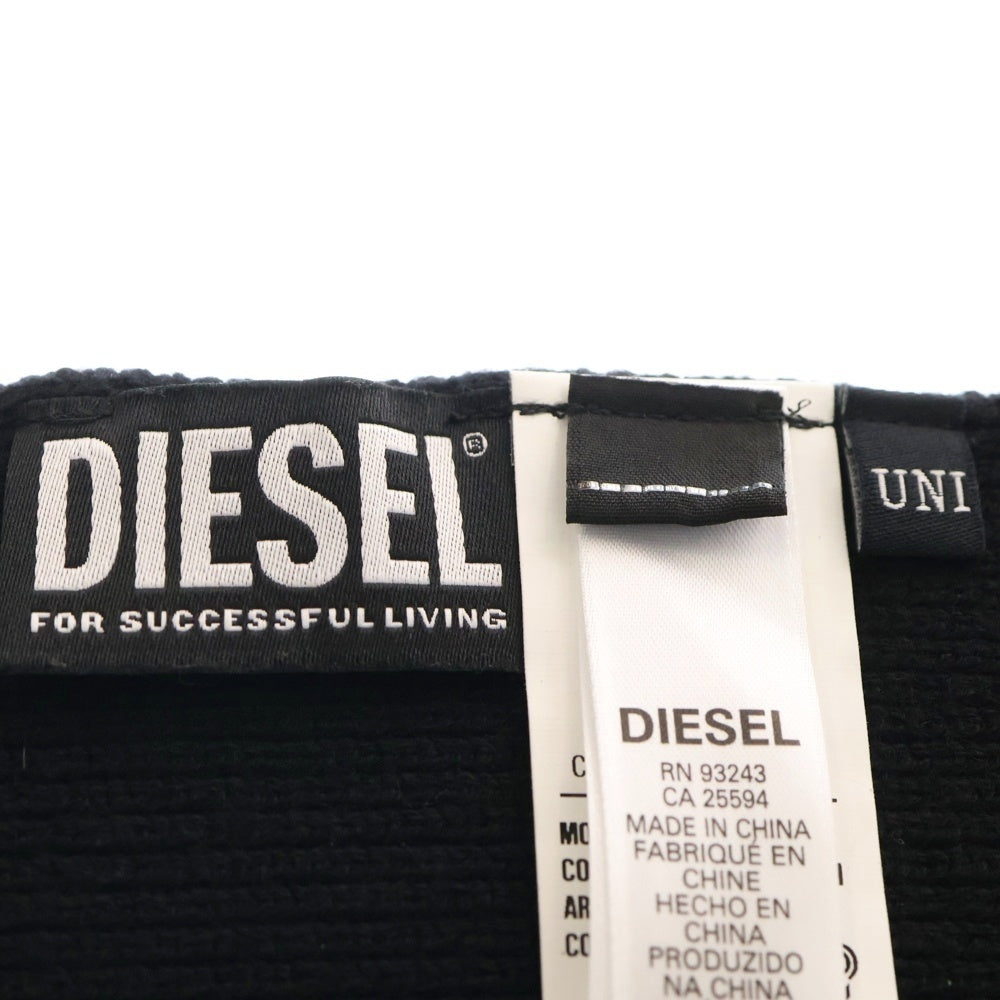 DIESEL®
FOR SUCCESSFUL LIVING
UNI
DIESEL
RN 93243
CA 25594
MADE IN CHINA
FABRIQUÉ EN
CHINE
HECHO EN
CHINA
PRODUZIDO
NA CHINA